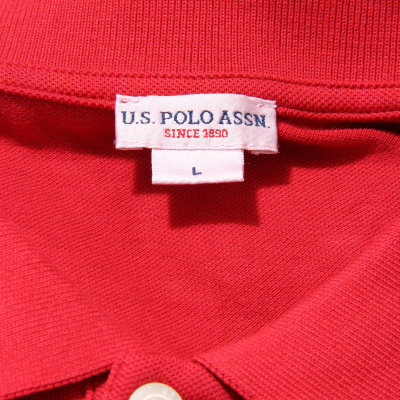 U.S. POLO ASSN.
SINCE 1890
L